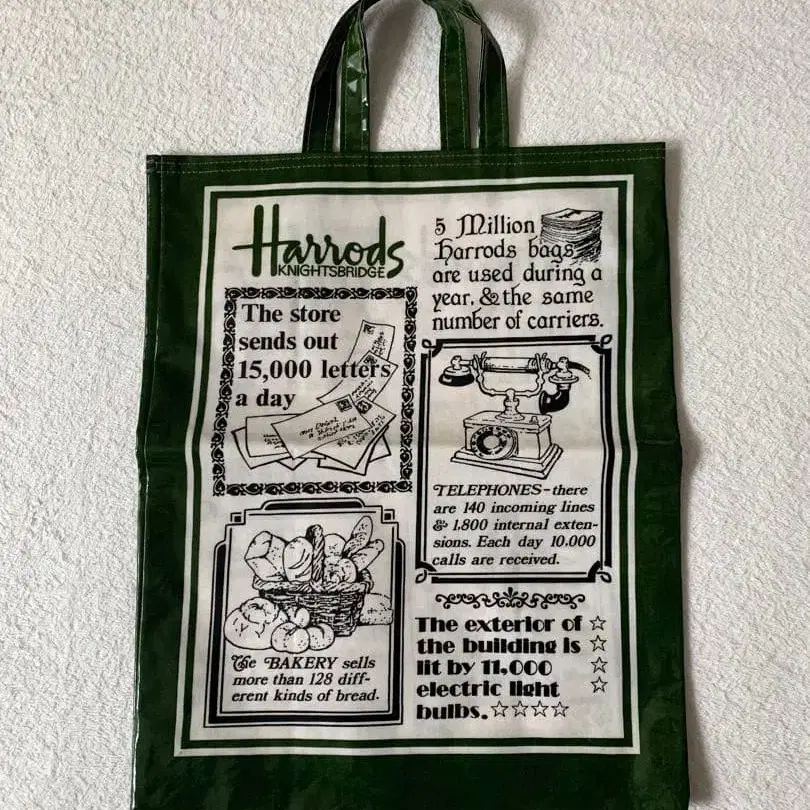 Harrods
KNIGHTSBRIDGE
5 Million
Harrods bags
are used during a
year, & the same
number of carriers.
The store
sends out
15,000 letters
a day
TELEPHONES-there
are 140 incoming lines
& 1,800 internal exten-
sions. Each day 10,000
calls are received.
The BAKERY sells
more than 128 diff-
erent kinds of bread.
The exterior of
the building is
lit by 11,000
electric light
bulbs.